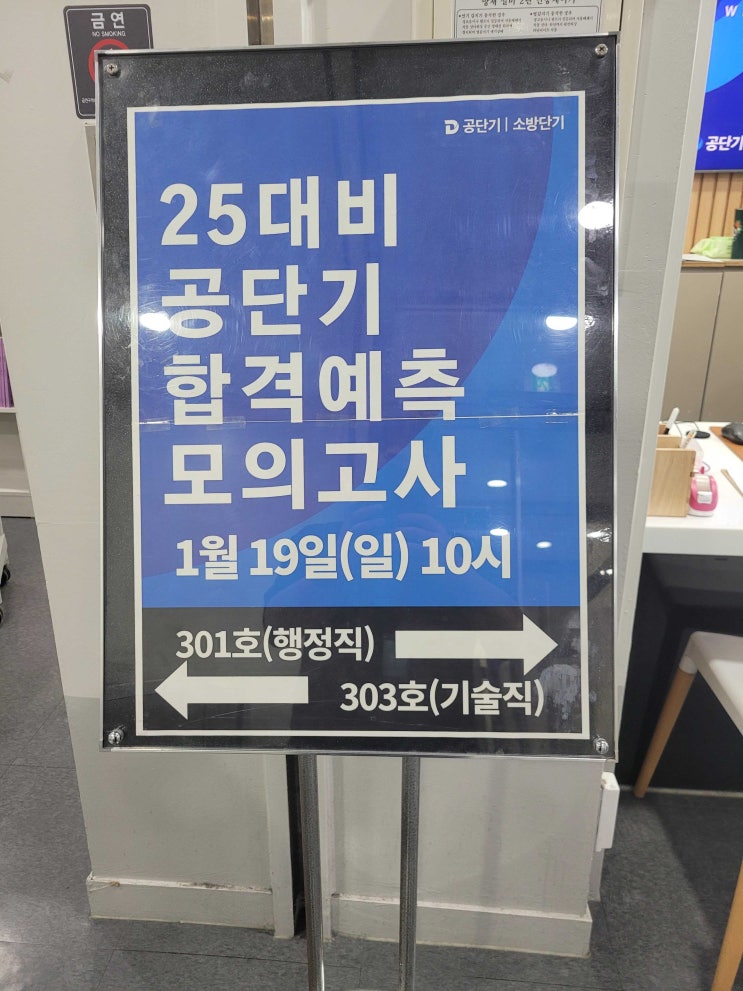 금연
NO SMOKING
공단기 | 소방단기
25대비
공단기
합격예측
모의고사
1월 19일(일) 10시
301호(행정직)
303호(기술직)
W
공단기